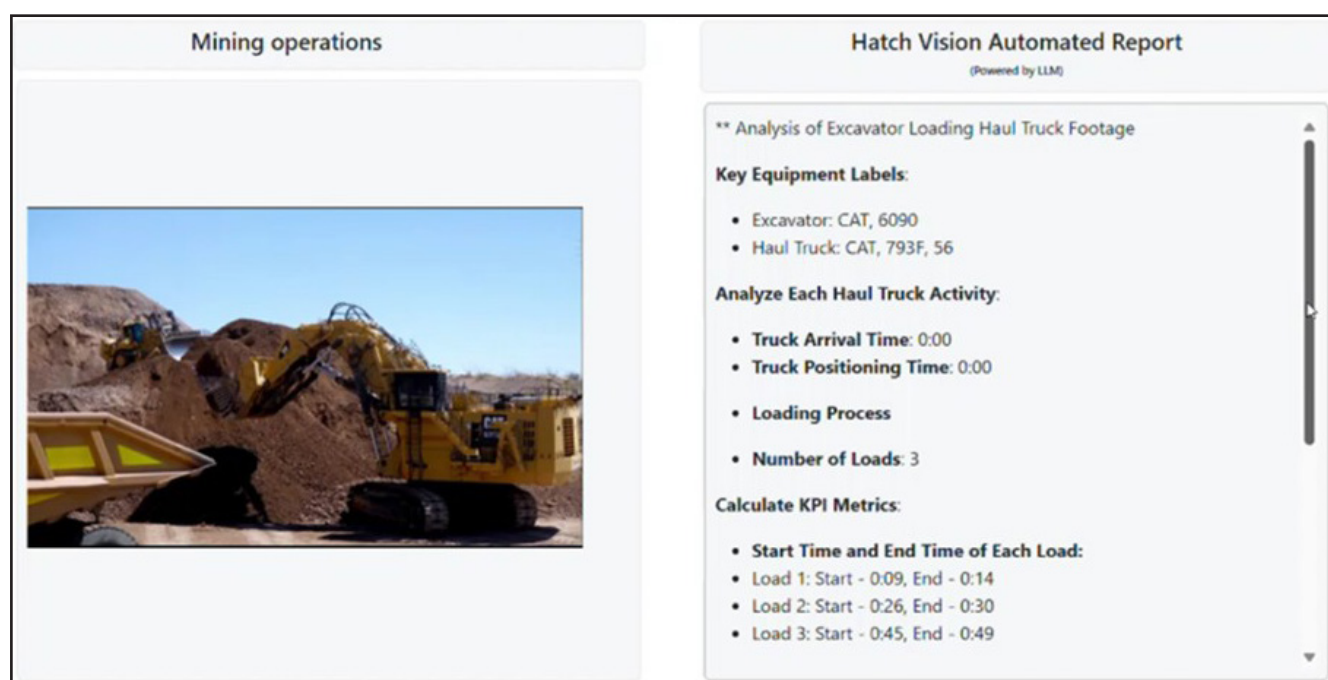 Mining operations
Hatch Vision Automated Report
(Powered by LLM)
** Analysis of Excavator Loading Haul Truck Footage
Key Equipment Labels:
• Excavator: CAT, 6090
• Haul Truck: CAT, 793F, 56
Analyze Each Haul Truck Activity:
• Truck Arrival Time: 0:00
• Truck Positioning Time: 0:00
• Loading Process
• Number of Loads: 3
Calculate KPI Metrics:
• Start Time and End Time of Each Load:
• Load 1: Start - 0:09, End - 0:14
• Load 2: Start - 0:26, End - 0:30
• Load 3: Start - 0:45, End - 0:49